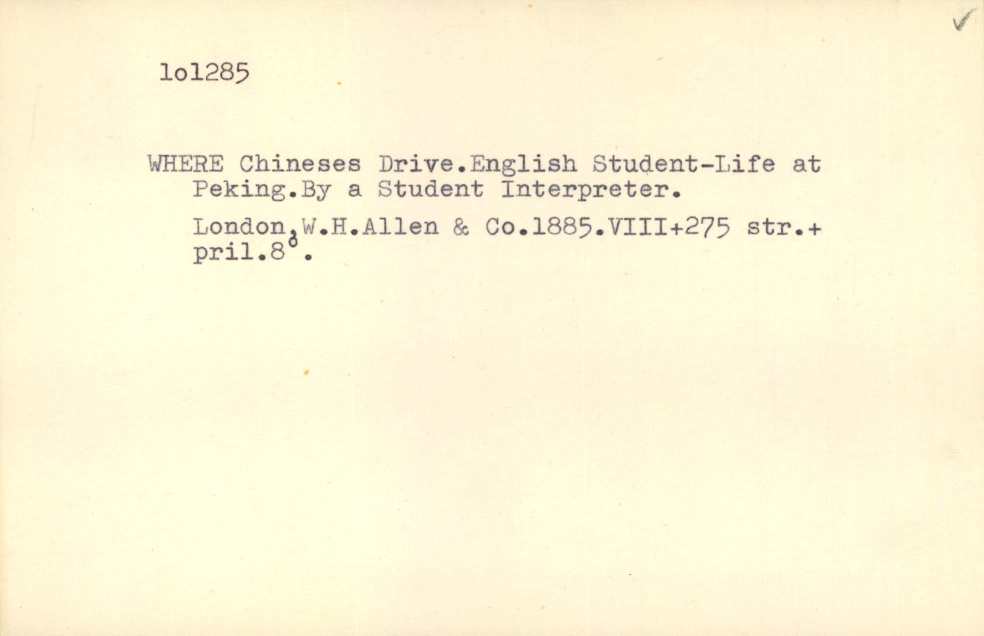 lol285
WHERE Chineses Drive.English Student-Life at
Peking.By a Student Interpreter.
London,W.H.Allen & Co.1885.VIII+275 str.+
pril.8°.